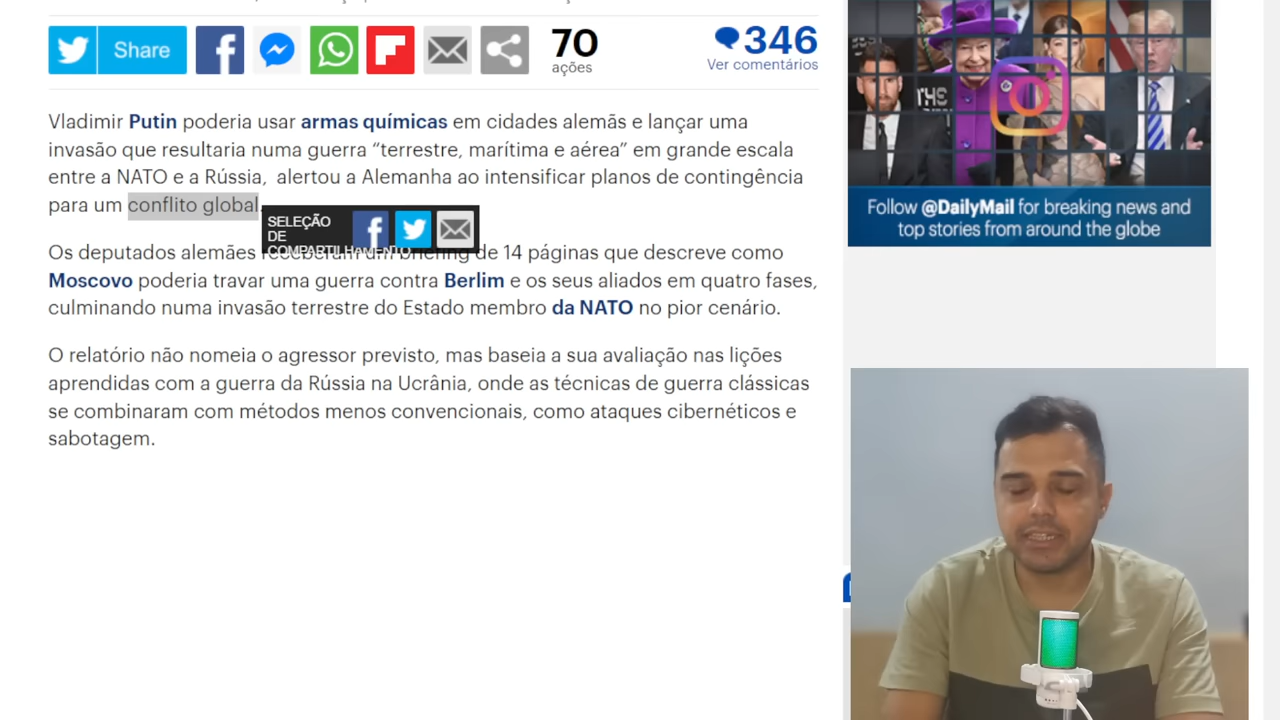 Share
70
ações
346
Ver comentários
Vladimir Putin poderia usar armas químicas em cidades alemãs e lançar uma
invasão que resultaria numa guerra “terrestre, marítima e aérea” em grande escala
entre a NATO e a Rússia, alertou a Alemanha ao intensificar planos de contingência
para um conflito global.
SELEÇÃO
DE
COMPARTILHAMENTO
Os deputados alemães um briefing de 14 páginas que descreve como
Moscovo poderia travar uma guerra contra Berlim e os seus aliados em quatro fases,
culminando numa invasão terrestre do Estado membro da NATO no pior cenário.
O relatório não nomeia o agressor previsto, mas baseia a sua avaliação nas lições
aprendidas com a guerra da Rússia na Ucrânia, onde as técnicas de guerra clássicas
se combinaram com métodos menos convencionais, como ataques cibernéticos e
sabotagem.
Follow @DailyMail for breaking news and
top stories from around the globe